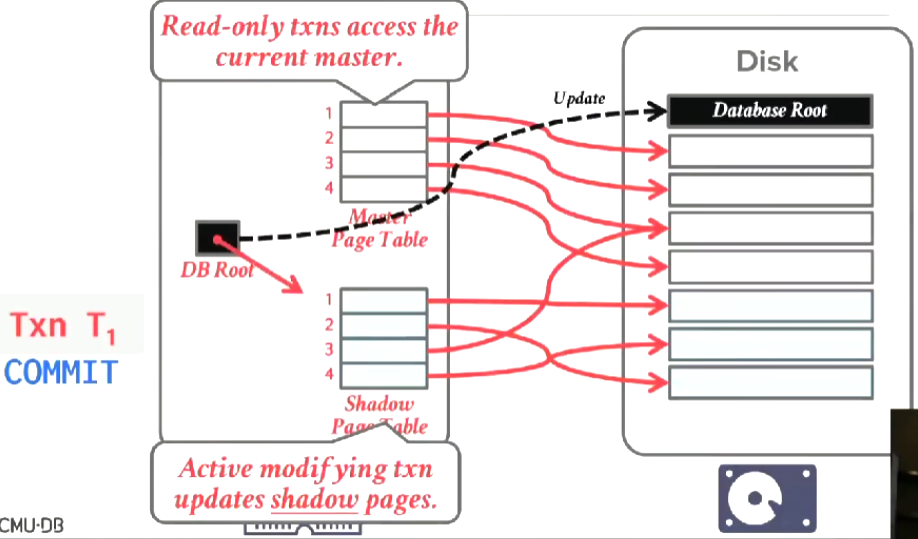 Read-only txns access the
current master.
Disk
Update
Database Root
1
2
3
4
Master
Page Table
DB Root
1
2
3
4
Txn T1
COMMIT
Shadow
Page Table
Active modifying txn
updates shadow pages.
CMU-DB